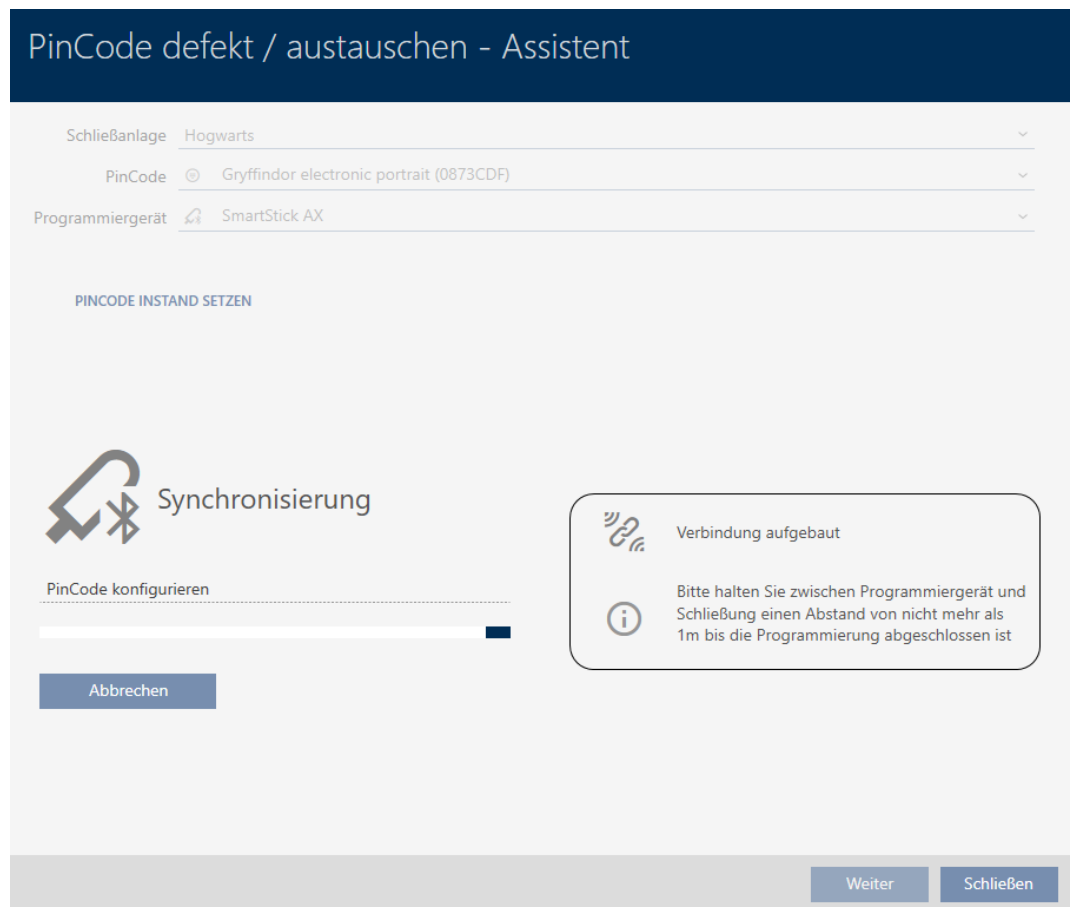 PinCode defekt / austauschen - Assistent
Schließanlage Hogwarts
PinCode Gryffindor electronic portrait (0873CDF)
Programmiergerät SmartStick AX
PINCODE INSTAND SETZEN
Synchronisierung
PinCode konfigurieren
Abbrechen
Verbindung aufgebaut
Bitte halten Sie zwischen Programmiergerät und
Schließung einen Abstand von nicht mehr als
1m bis die Programmierung abgeschlossen ist
Weiter Schließen